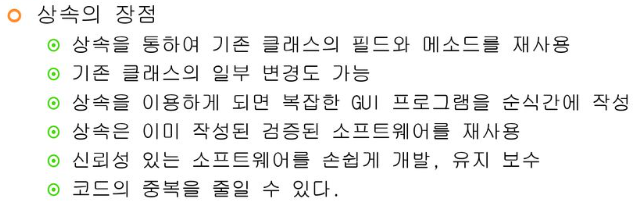 상속의 장점
상속을 통하여 기존 클래스의 필드와 메소드를 재사용
기존 클래스의 일부 변경도 가능
상속을 이용하게 되면 복잡한 GUI 프로그램을 순식간에 작성
상속은 이미 작성된 검증된 소프트웨어를 재사용
신뢰성 있는 소프트웨어를 손쉽게 개발, 유지 보수
코드의 중복을 줄일 수 있다.